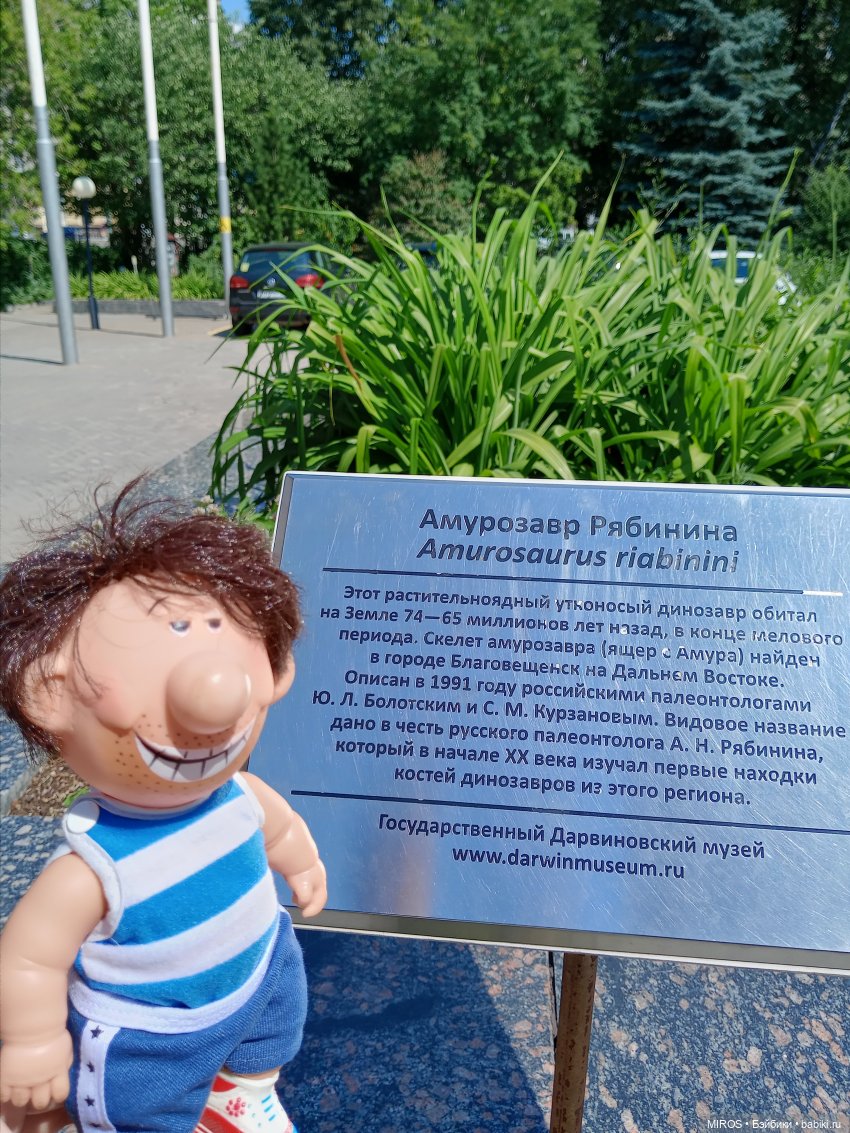 Амурозавр Рябинина
Amurosaurus riabinini
Этот растительноядный утконосый динозавр обитал
на Земле 74—65 миллионов лет назад, в конце мелового
периода. Скелет амурозавра (ящер с Амура) найден
в городе Благовещенск на Дальнем Востоке.
Описан в 1991 году российскими палеонтологами
Ю. Л. Болотским и С. М. Курзановым. Видовое название
дано в честь русского палеонтолога А. Н. Рябинина,
который в начале XX века изучал первые находки
костей динозавров из этого региона.
Государственный Дарвиновский музей
www.darwinmuseum.ru
MIROS • Бэйбики • babiki.ru